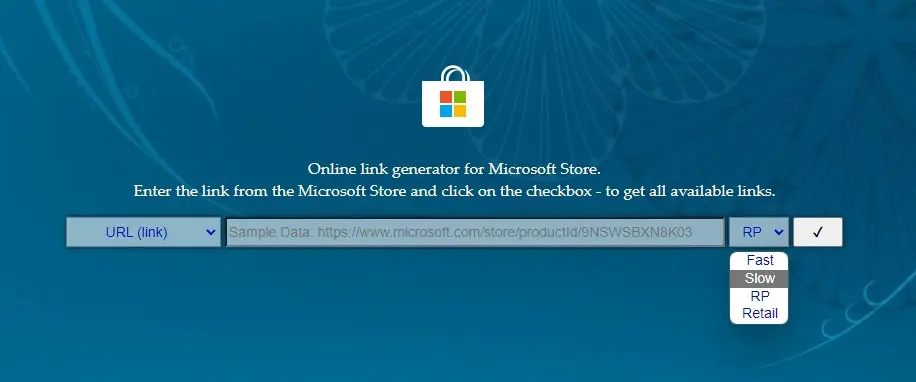 Online link generator for Microsoft Store.
Enter the link from the Microsoft Store and click on the checkbox - to get all available links.
URL (link) Sample Data: https://www.microsoft.com/store/productId/9NSWSBXN8K03 RP ✓
Fast
Slow
RP
Retail